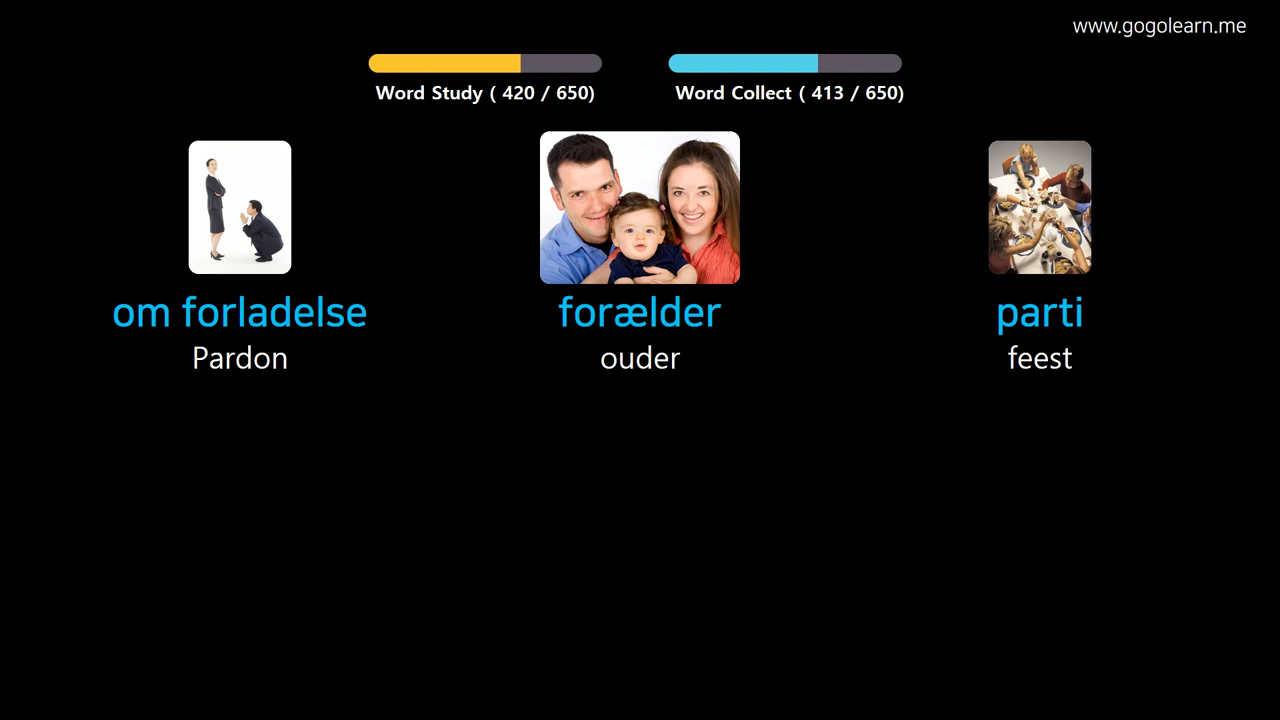 www.gogolearn.me
Word Study ( 420 / 650)
Word Collect ( 413 / 650)
om forladelse
forælder
parti
Pardon
ouder
feest